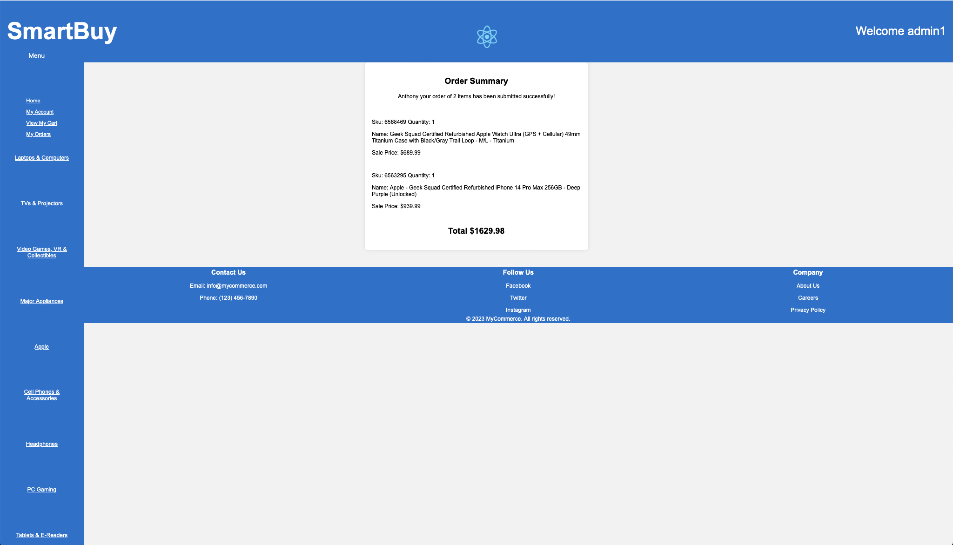 SmartBuy
Welcome admin1
Menu
Home
My Account
View My Cart
My Orders
Laptops & Computers
TVs & Projectors
Video Games, VR &
Collectibles
Major Appliances
Apple
Cell Phones &
Accessories
Headphones
PC Gaming
Tablets & E-Readers
Order Summary
Anthony your order of 2 items has been submitted successfully!
Sku: 6568469 Quantity: 1
Name: Geek Squad Certified Refurbished Apple Watch Ultra (GPS + Cellular) 49mm
Titanium Case with Black/Gray Trail Loop - M/L - Titanium
Sale Price: $689.99
Sku: 6563295 Quantity: 1
Name: Apple - Geek Squad Certified Refurbished iPhone 14 Pro Max 256GB - Deep
Purple (Unlocked)
Sale Price: $939.99
Total $1629.98
Contact Us
Email: info@mycommerce.com
Phone: (123) 456-7890
Follow Us
Facebook
Twitter
Instagram
© 2023 MyCommerce. All rights reserved.
Company
About Us
Careers
Privacy Policy